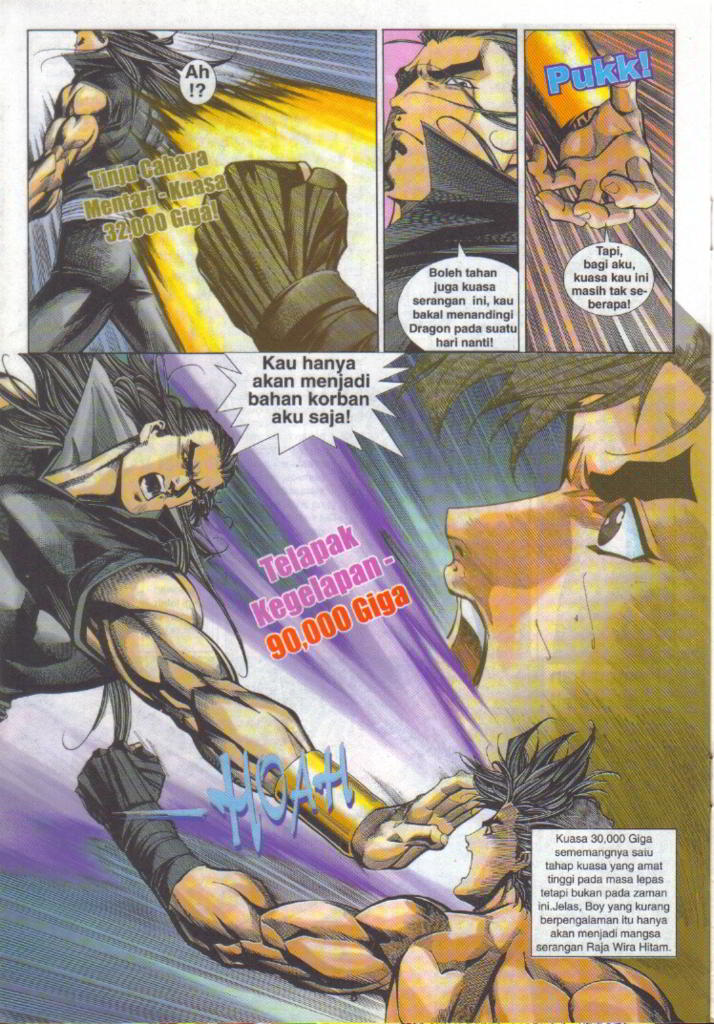 Ah
!?
Tinju Cahaya
Mentari - Kuasa
32,000 Giga!
Boleh tahan
juga kuasa
serangan ini, kau
bakal menandingi
Dragon pada suatu
hari nanti!
Pukk!
Tapi,
bagi aku,
kuasa kau ini
masih tak se-
berapa!
Kau hanya
akan menjadi
bahan korban
aku saja!
Telapak
Kegelapan -
90,000 Giga
HOAH
Kuasa 30,000 Giga
sememangnya satu
tahap kuasa yang amat
tinggi pada masa lepas
tetapi bukan pada zaman
ini.Jelas, Boy yang kurang
berpengalaman itu hanya
akan menjadi mangsa
serangan Raja Wira Hitam.